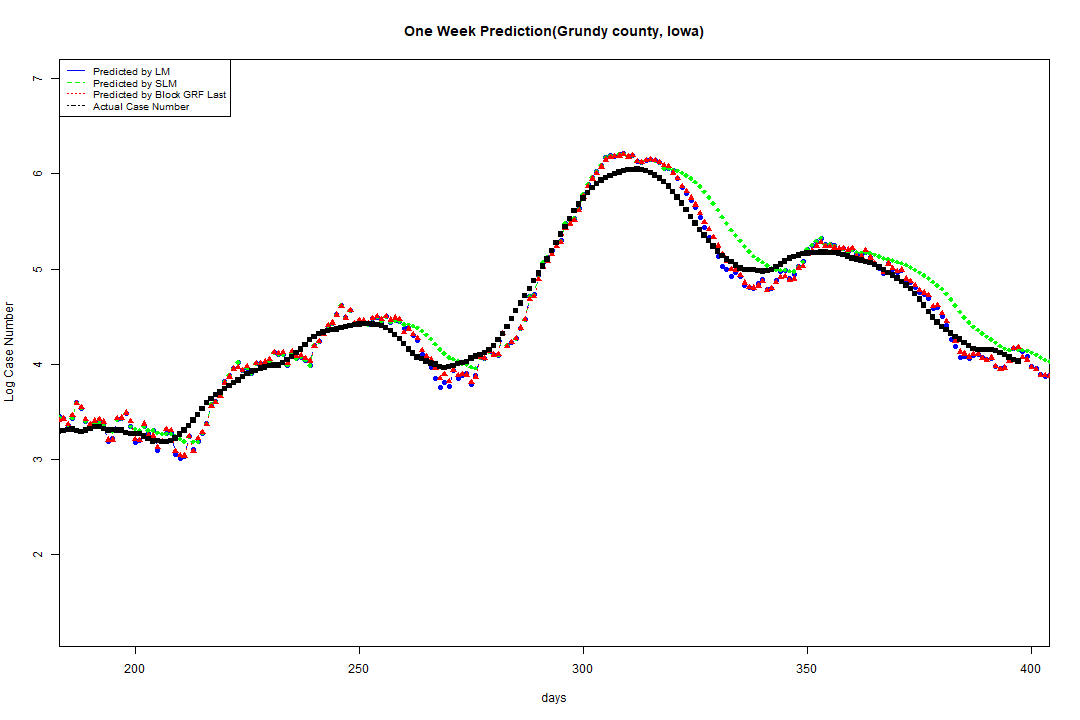 One Week Prediction(Grundy county, Iowa)
Predicted by LM
Predicted by SLM
Predicted by Block GRF Last
Actual Case Number
7
6
5
4
3
2
Log Case Number
200
250
300
350
400
days